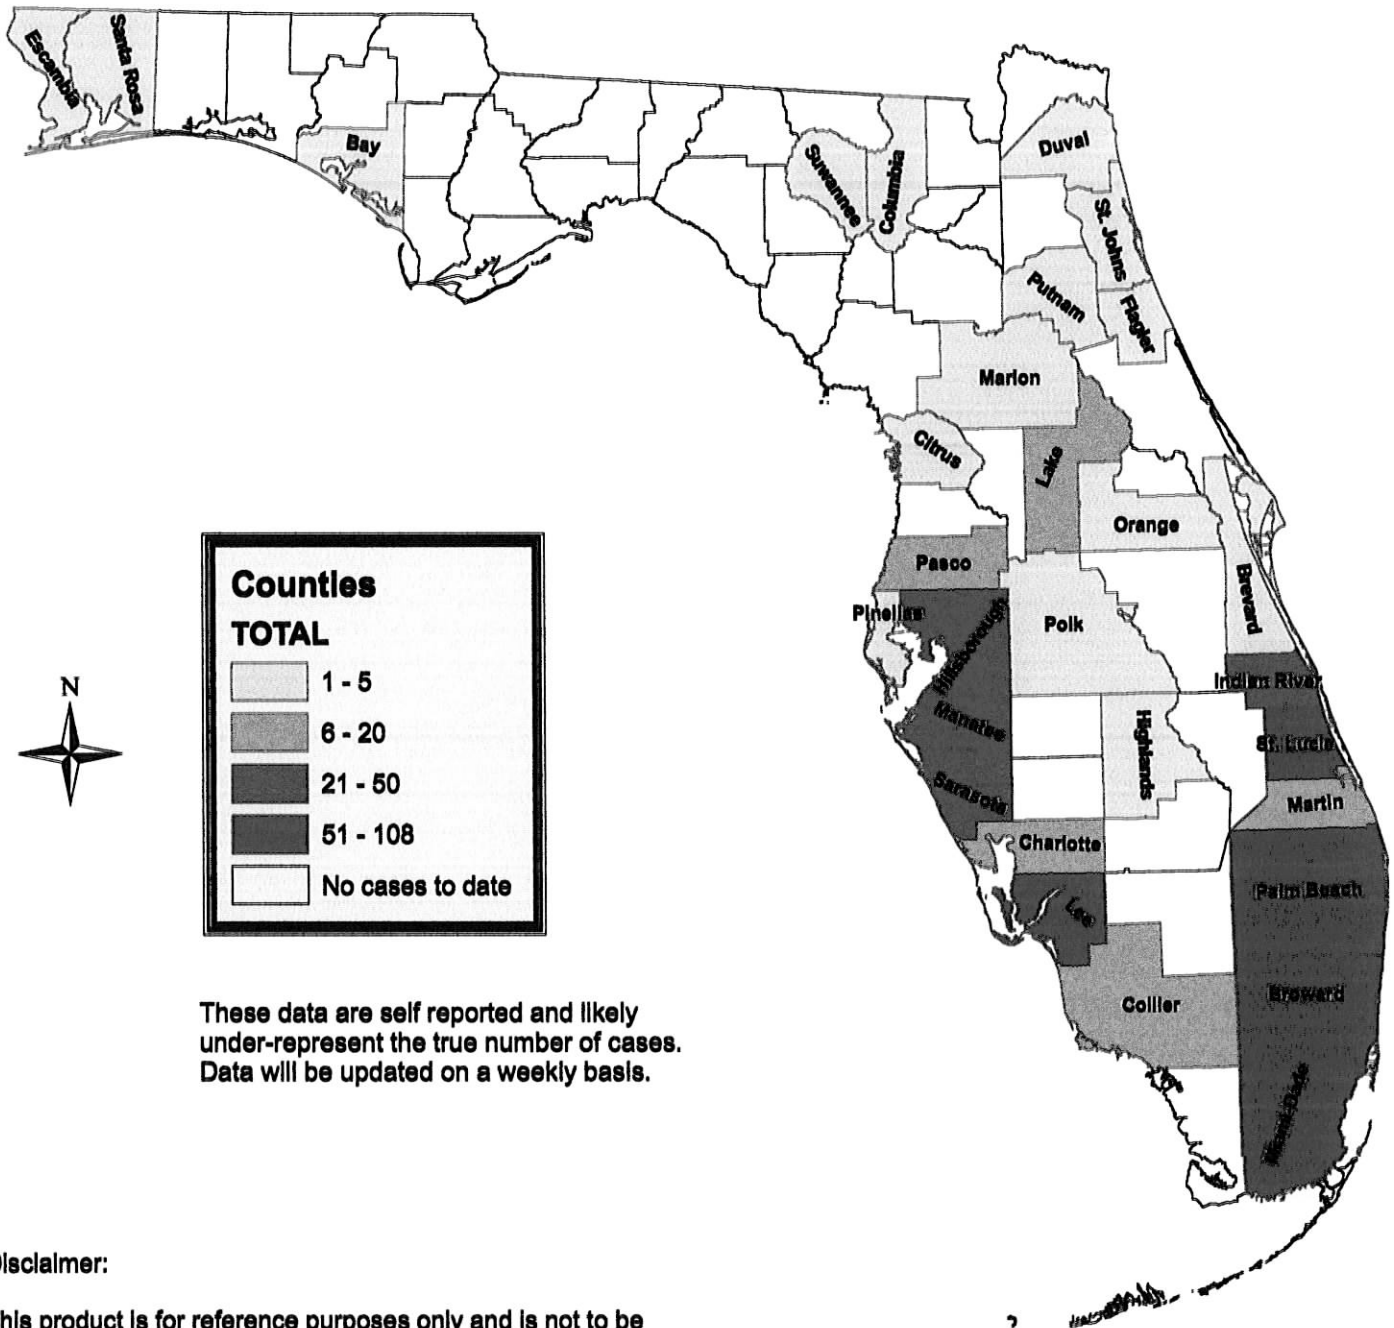 Escambia
Santa Rosa
Bay
Suwannee
Columbia
Duval
St. Johns
Putnam
Flagler
Marion
Citrus
Lake
Orange
Pasco
Brevard
Pinellas
Hillsborough
Polk
Indian River
Manatee
Highlands
St. Lucie
Sarasota
Martin
Charlotte
Lee
Palm Beach
Collier
Broward
Miami-Dade
Counties
TOTAL
1 - 5
6 - 20
21 - 50
51 - 108
No cases to date
N
These data are self reported and likely
under-represent the true number of cases.
Data will be updated on a weekly basis.
isclaimer:
his product is for reference purposes only and is not to be